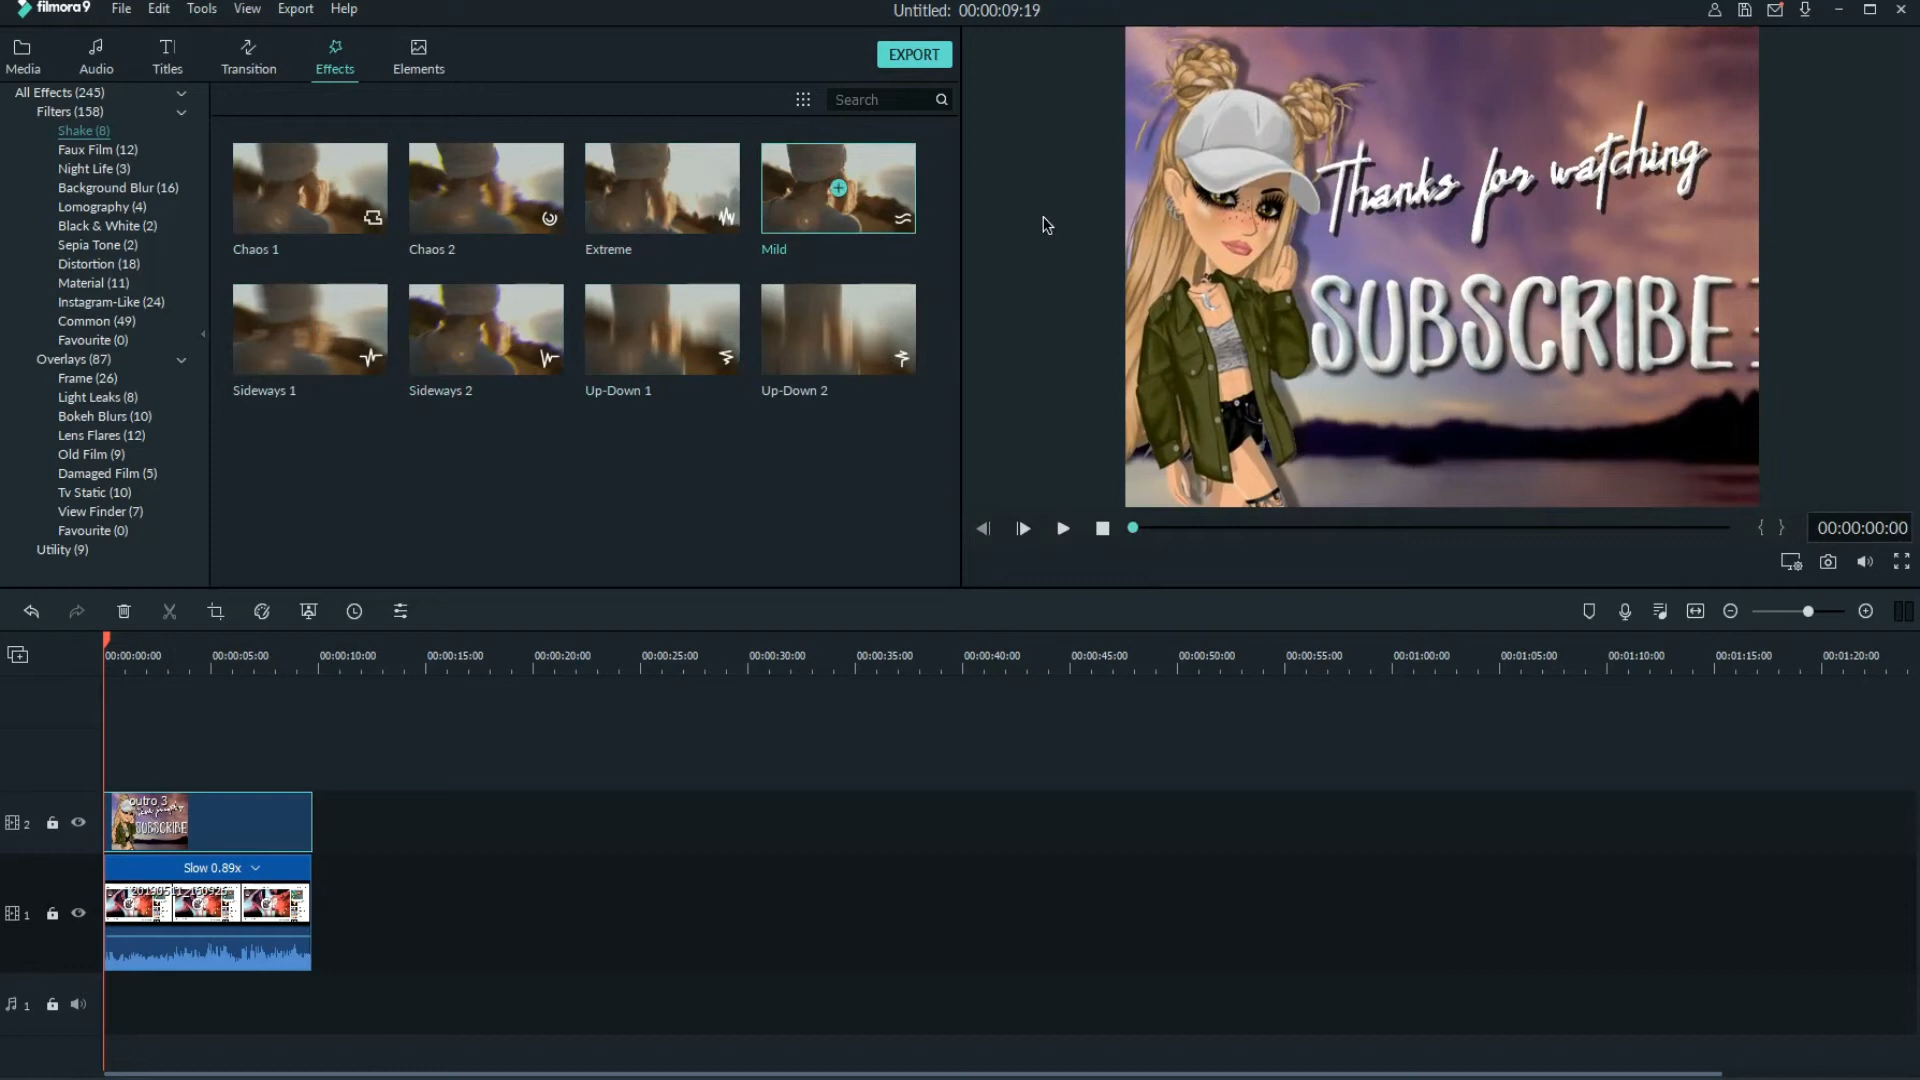 filmora9 File Edit Tools View Export Help
Untitled: 00:00:09:19
Media Audio Titles Transition Effects Elements
EXPORT
All Effects (245)
Filters (158)
Shake (8)
Faux Film (12)
Night Life (3)
Background Blur (16)
Lomography (4)
Black & White (2)
Sepia Tone (2)
Distortion (18)
Material (11)
Instagram-Like (24)
Common (49)
Favourite (0)
Overlays (87)
Frame (26)
Light Leaks (8)
Bokeh Blurs (10)
Lens Flares (12)
Old Film (9)
Damaged Film (5)
Tv Static (10)
View Finder (7)
Favourite (0)
Utility (9)
Search
Chaos 1 Chaos 2 Extreme Mild
Sideways 1 Sideways 2 Up-Down 1 Up-Down 2
Thanks for watching
SUBSCRIBE
{ } 00:00:00:00
00:00:00:00 00:00:05:00 00:00:10:00 00:00:15:00 00:00:20:00 00:00:25:00 00:00:30:00 00:00:35:00 00:00:40:00 00:00:45:00 00:00:50:00 00:00:55:00 00:01:00:00 00:01:05:00 00:01:10:00 00:01:15:00 00:01:20:00
2
outro 3
SUBSCRIBE
Slow 0.89x
1
1